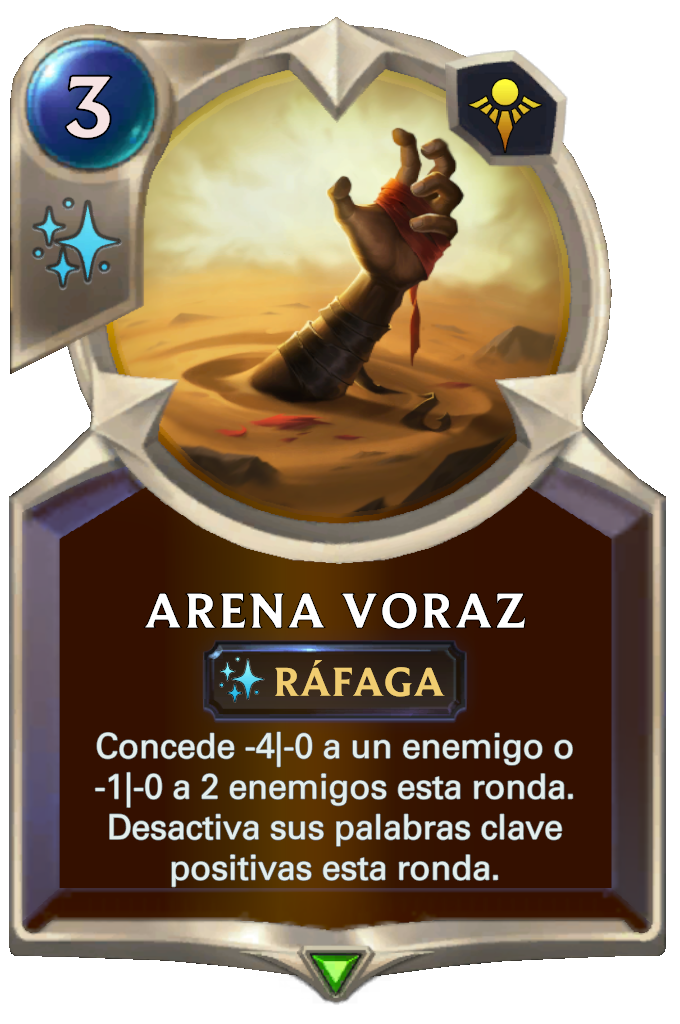 3
ARENA VORAZ
RÁFAGA
Concede -4|-0 a un enemigo o
-1|-0 a 2 enemigos esta ronda.
Desactiva sus palabras clave
positivas esta ronda.